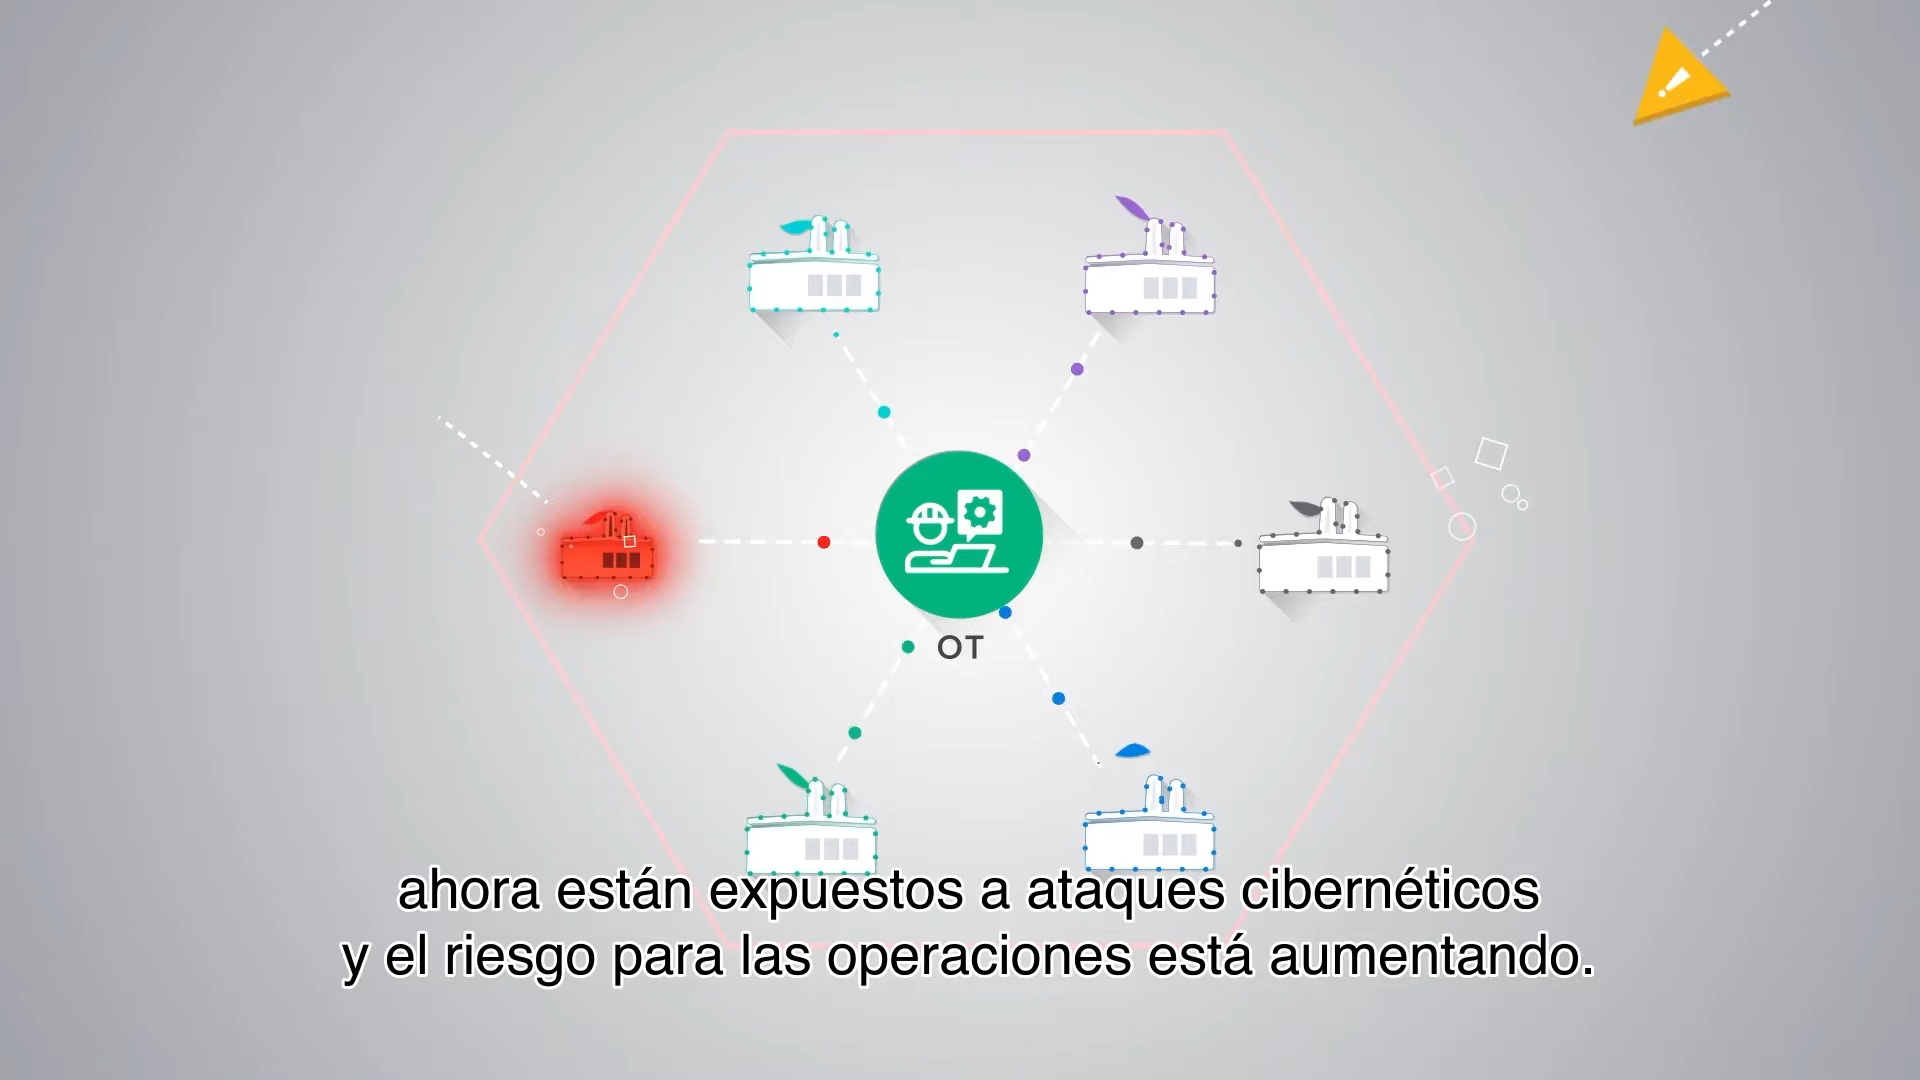 OT
ahora están expuestos a ataques cibernéticos
y el riesgo para las operaciones está aumentando.